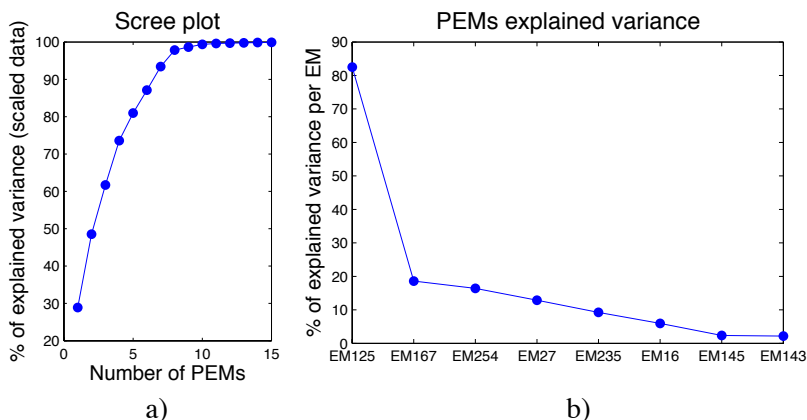 Scree plot
% of explained variance (scaled data)
100
90
80
70
60
50
40
30
20
0 5 10 15
Number of PEMs
a)
PEMs explained variance
% of explained variance per EM
90
80
70
60
50
40
30
20
10
0
EM125 EM167 EM254 EM27 EM235 EM16 EM145 EM143
b)